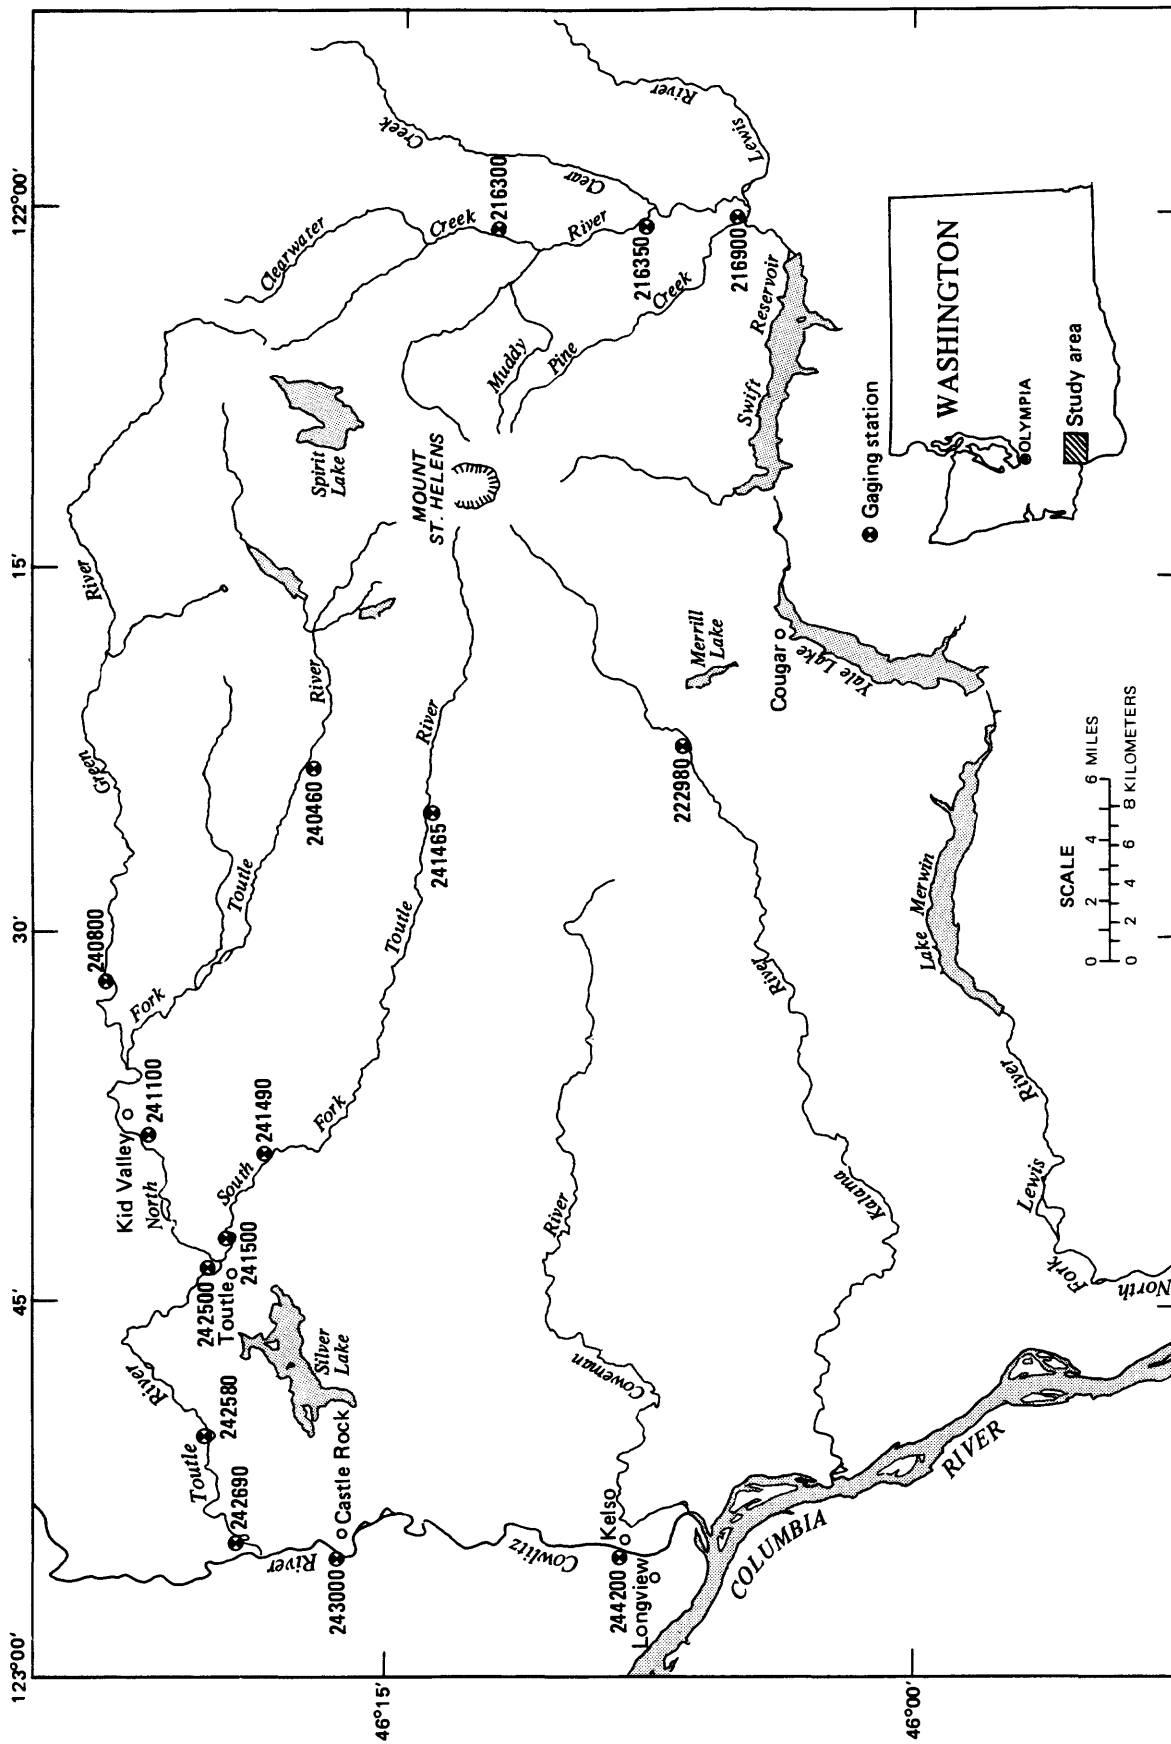 123°00′
45′
30′
15′
122°00′
46°15′
46°00′
Green
River
Clearwater
Creek
Clear
Creek
216300
River
216350
Lewis
River
216900
Muddy
Pine
Creek
Spirit
Lake
MOUNT
ST. HELENS
Swift
Reservoir
240800
Kid Valley
241100
North
Fork
Toutle
River
240460
South
Fork
Toutle
River
241465
241490
241500
242500
Toutle
Silver
Lake
Toutle
River
242580
242690
River
243000
Castle Rock
Cowlitz
244200
Longview
Kelso
Coweman
River
Kalama
River
222980
Merrill
Lake
Cougar
Yale Lake
Lake Merwin
North
Fork
Lewis
River
COLUMBIA
RIVER
SCALE
0 2 4 6 MILES
0 2 4 6 8 KILOMETERS
Gaging station
WASHINGTON
OLYMPIA
Study area